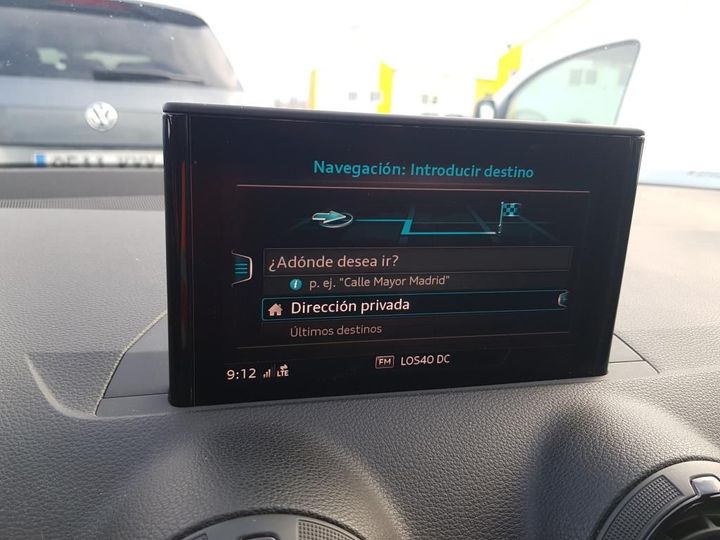 Navegación: Introducir destino
¿Adónde desea ir?
i p. ej. "Calle Mayor Madrid"
Dirección privada
Últimos destinos
9:12 LTE FM LOS40 DC